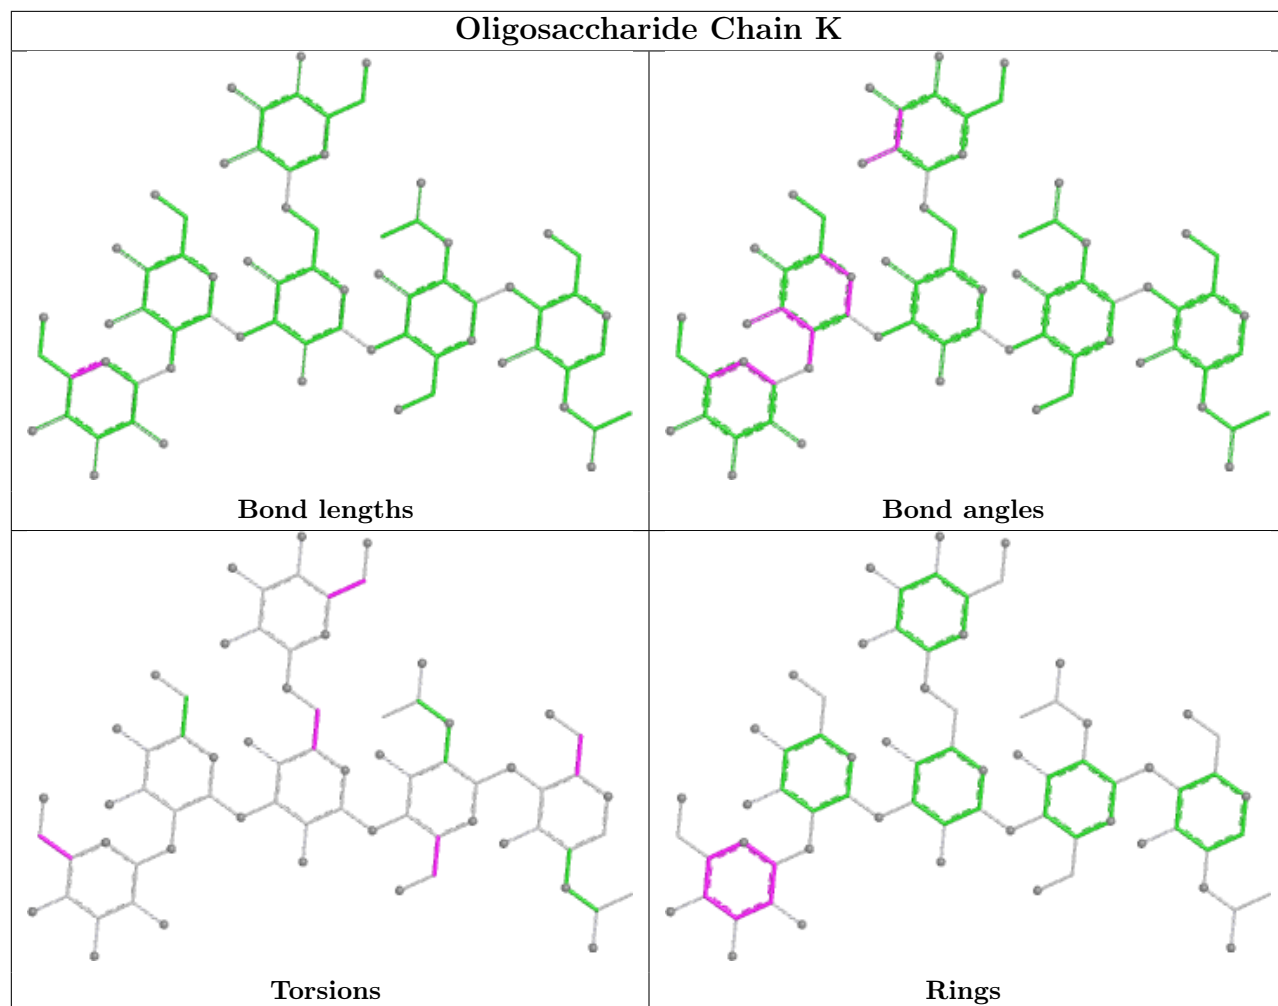 Oligosaccharide Chain K
Bond lengths
Bond angles
Torsions
Rings